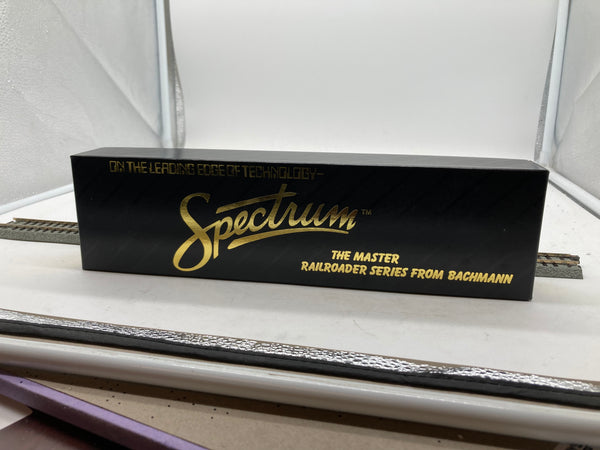 ON THE LEADING EDGE OF TECHNOLOGY-
Spectrum™
THE MASTER
RAILROADER SERIES FROM BACHMANN